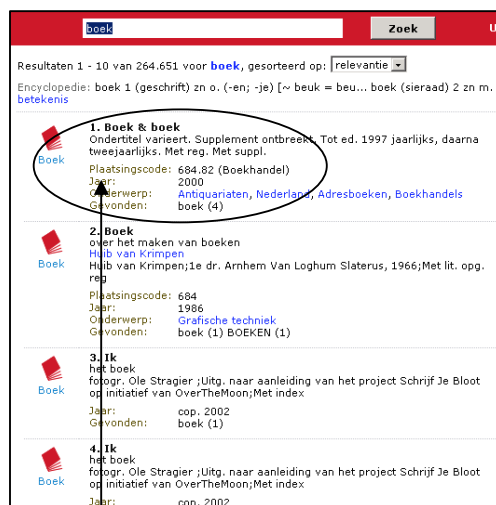 boek Zoek U
Resultaten 1 - 10 van 264.651 voor boek, gesorteerd op: relevantie
Encyclopedie: boek 1 (geschrift) zn o. (-en; -je) [~ beuk = beu... boek (sieraad) 2 zn m.
betekenis
1. Boek & boek
Ondertitel varieert. Supplement ontbreekt. Tot ed. 1997 jaarlijks, daarna
tweejaarlijks. Met reg. Met suppl.
Boek
Plaatsingscode: 684.82 (Boekhandel)
Jaar: 2000
Onderwerp: Antiquariaten, Nederland, Adresboeken, Boekhandels
Gevonden: boek (4)
2. Boek
over het maken van boeken
Huib van Krimpen
Boek
Huib van Krimpen;1e dr. Arnhem Van Loghum Slaterus, 1966;Met lit. opg.
reg
Plaatsingscode: 684
Jaar: 1986
Onderwerp: Grafische techniek
Gevonden: boek (1) BOEKEN (1)
3. Ik
het boek
fotogr. Ole Stragier ;Uitg. naar aanleiding van het project Schrijf Je Bloot
op initiatief van OverTheMoon;Met index
Boek
Jaar: cop. 2002
Gevonden: boek (1)
4. Ik
het boek
fotogr. Ole Stragier ;Uitg. naar aanleiding van het project Schrijf Je Bloot
op initiatief van OverTheMoon;Met index
Boek
Jaar: cop. 2002